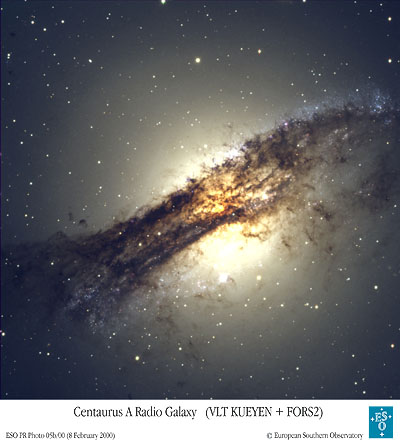 Centaurus A Radio Galaxy (VLT KUEYEN + FORS2)
ESO PR Photo 05b/00 (8 February 2000)
© European Southern Observatory
ESO